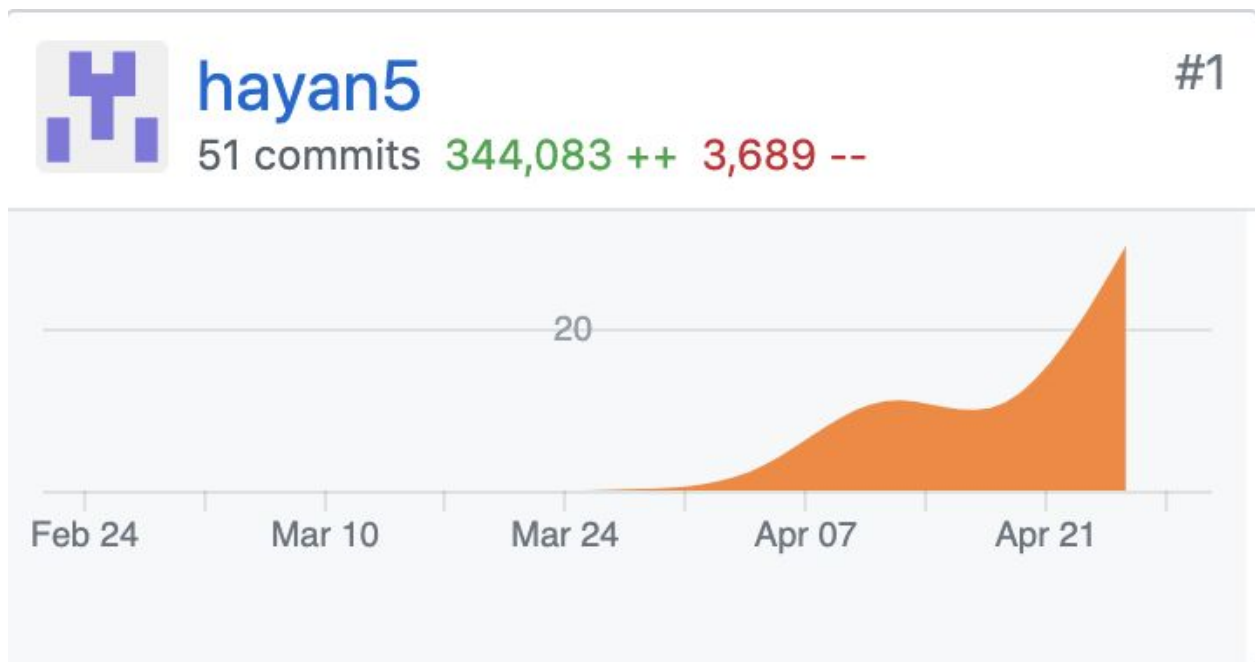 hayan5
#1
51 commits 344,083 ++ 3,689 --
20
Feb 24 Mar 10 Mar 24 Apr 07 Apr 21